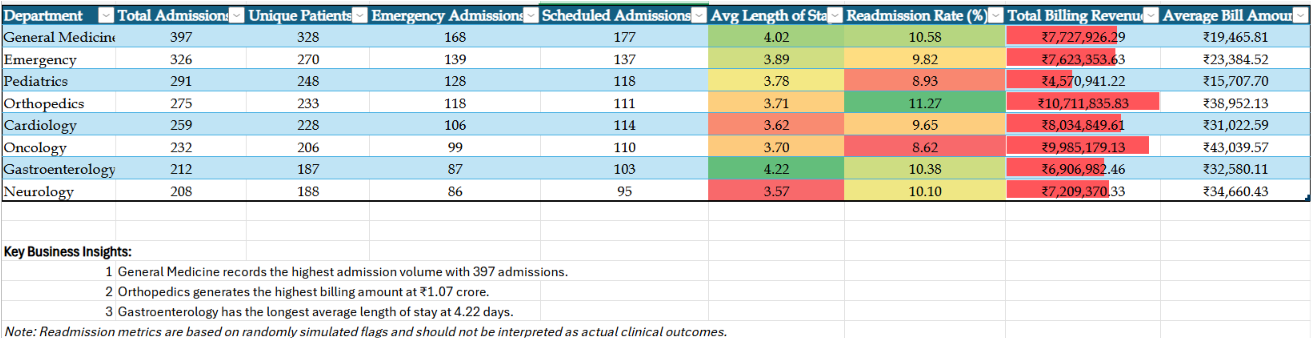 Department Total Admissions Unique Patients Emergency Admissions Scheduled Admissions Avg Length of Sta Readmission Rate (%) Total Billing Revenu Average Bill Amour
General Medicine 397 328 168 177 4.02 10.58 ₹7,727,926.29 ₹19,465.81
Emergency 326 270 139 137 3.89 9.82 ₹7,623,353.63 ₹23,384.52
Pediatrics 291 248 128 118 3.78 8.93 ₹4,570,941.22 ₹15,707.70
Orthopedics 275 233 118 111 3.71 11.27 ₹10,711,835.83 ₹38,952.13
Cardiology 259 228 106 114 3.62 9.65 ₹8,034,849.61 ₹31,022.59
Oncology 232 206 99 110 3.70 8.62 ₹9,985,179.13 ₹43,039.57
Gastroenterology 212 187 87 103 4.22 10.38 ₹6,906,982.46 ₹32,580.11
Neurology 208 188 86 95 3.57 10.10 ₹7,209,370.33 ₹34,660.43
Key Business Insights:
1 General Medicine records the highest admission volume with 397 admissions.
2 Orthopedics generates the highest billing amount at ₹1.07 crore.
3 Gastroenterology has the longest average length of stay at 4.22 days.
Note: Readmission metrics are based on randomly simulated flags and should not be interpreted as actual clinical outcomes.